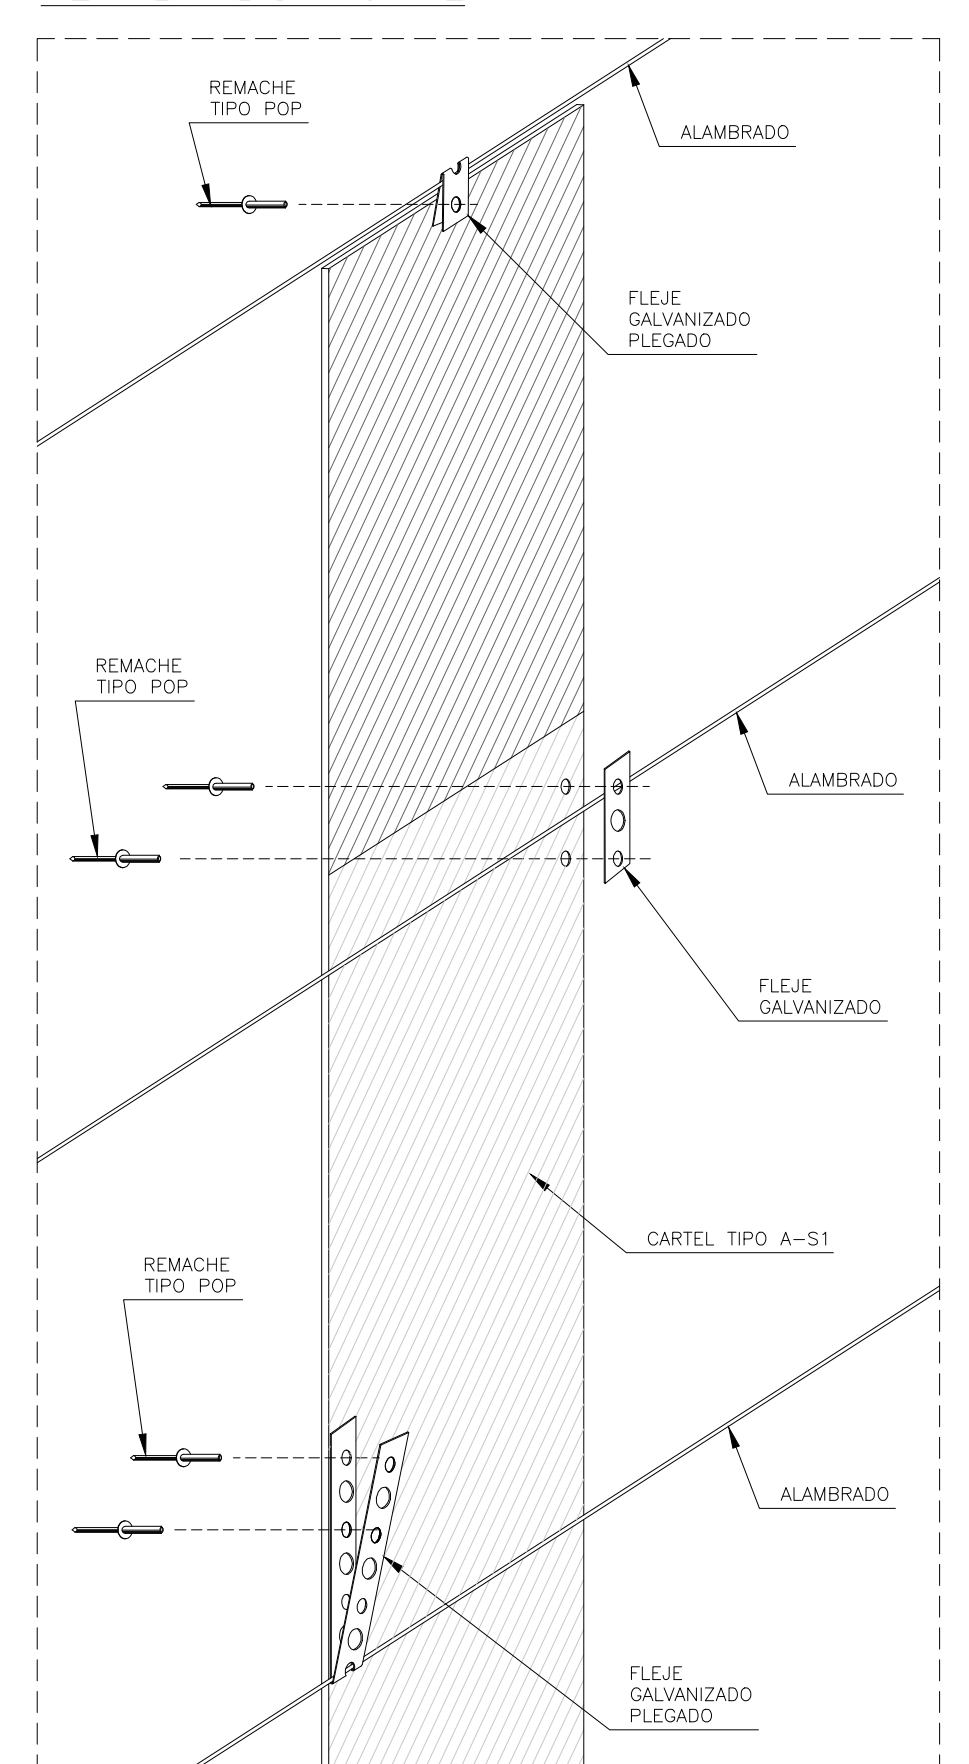 REMACHE
TIPO POP
ALAMBRADO
FLEJE
GALVANIZADO
PLEGADO
REMACHE
TIPO POP
ALAMBRADO
FLEJE
GALVANIZADO
CARTEL TIPO A-S1
REMACHE
TIPO POP
ALAMBRADO
FLEJE
GALVANIZADO
PLEGADO